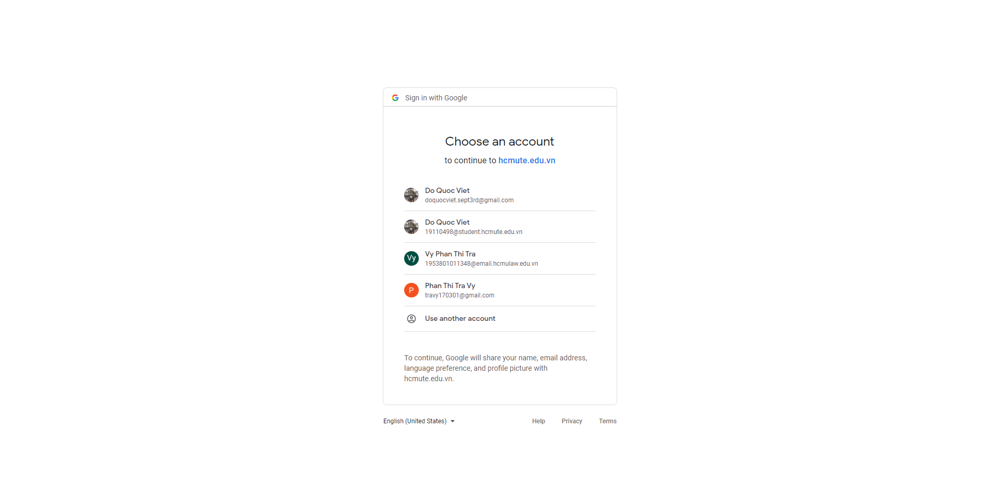 Sign in with Google
Choose an account
to continue to hcmute.edu.vn
Do Quoc Viet
doquocviet.sept3rd@gmail.com
Do Quoc Viet
19110498@student.hcmute.edu.vn
Vy
Vy Phan Thi Tra
1953801011348@email.hcmulaw.edu.vn
P
Phan Thi Tra Vy
travy170301@gmail.com
Use another account
To continue, Google will share your name, email address,
language preference, and profile picture with
hcmute.edu.vn.
English (United States)
Help
Privacy
Terms